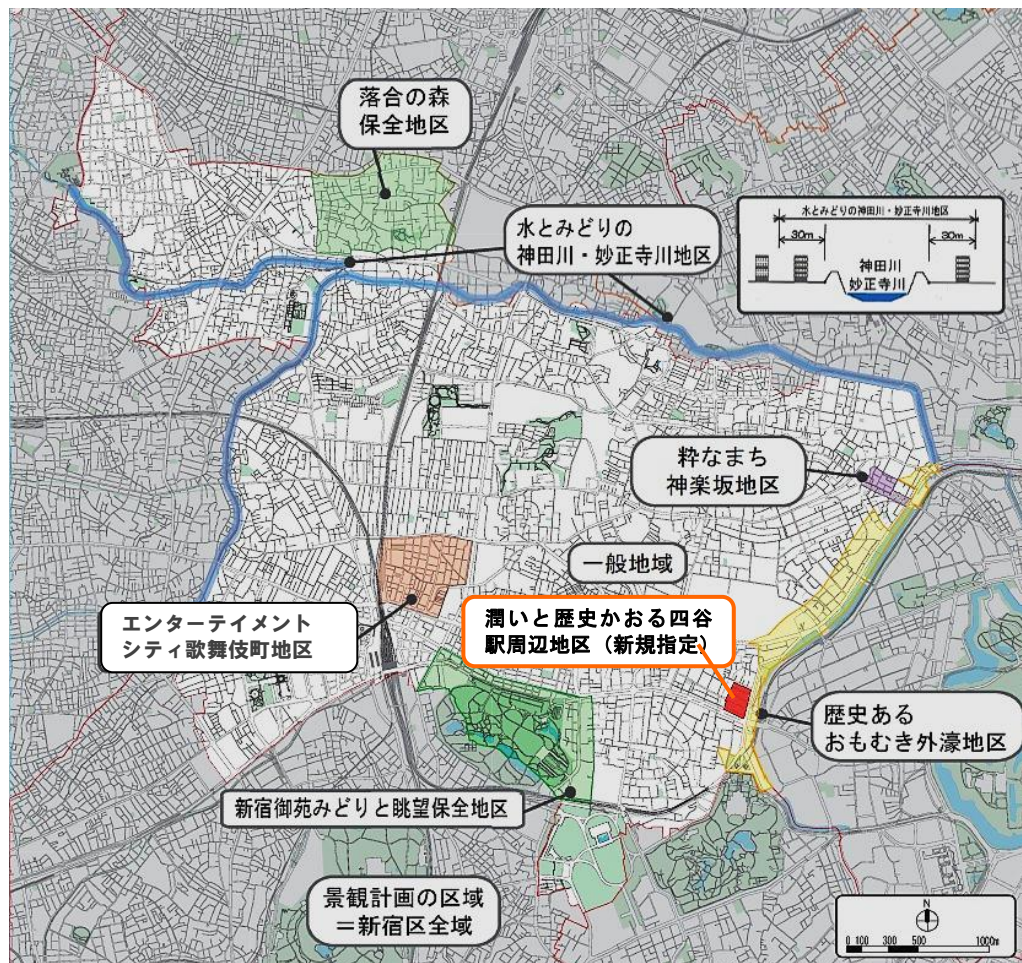 落合の森
保全地区
水とみどりの
神田川・妙正寺川地区
水とみどりの神田川・妙正寺川地区
30m
30m
神田川
妙正寺川
粋なまち
神楽坂地区
一般地域
エンターテイメント
シティ歌舞伎町地区
潤いと歴史かおる四谷
駅周辺地区（新規指定）
歴史ある
おもむき外濠地区
新宿御苑みどりと眺望保全地区
景観計画の区域
＝新宿区全域
N
0 100 300 500 1000m